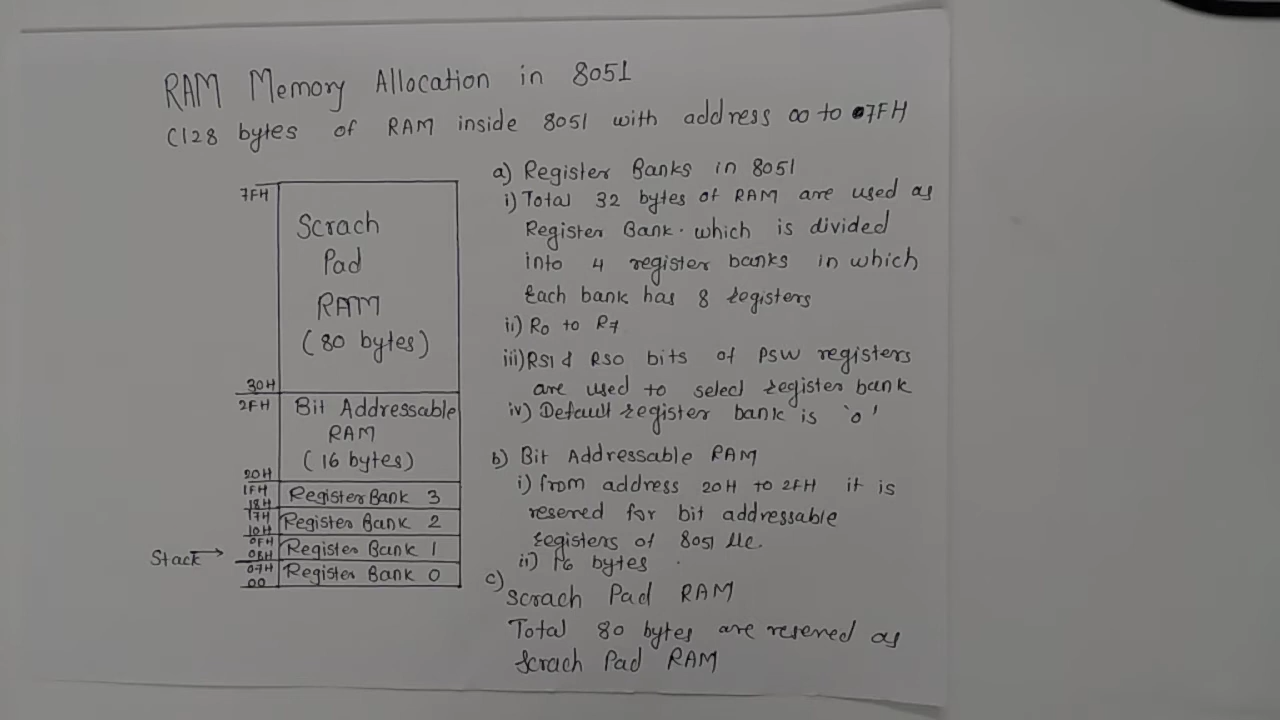 RAM Memory Allocation in 8051
(128 bytes of RAM inside 8051 with address 00 to 07FH
7FH
Scrach
Pad
RAM
(80 bytes)
30H
2FH
Bit Addressable
RAM
(16 bytes)
20H
1FH
Register Bank 3
18H
17H
Register Bank 2
10H
0FH
Register Bank 1
08H
Stack
07H
Register Bank 0
00
a) Register Banks in 8051
i) Total 32 bytes of RAM are used as
Register Bank. which is divided
into 4 register banks in which
Each bank has 8 registers
ii) R0 to R7
iii) RS1 & RS0 bits of PSW registers
are used to select register bank
iv) Default register bank is '0'
b) Bit Addressable RAM
i) from address 20H to 2FH it is
reserved for bit addressable
registers of 8051 Uc.
ii) 16 bytes
c)
Scrach Pad RAM
Total 80 bytes are reserved as
Scrach Pad RAM